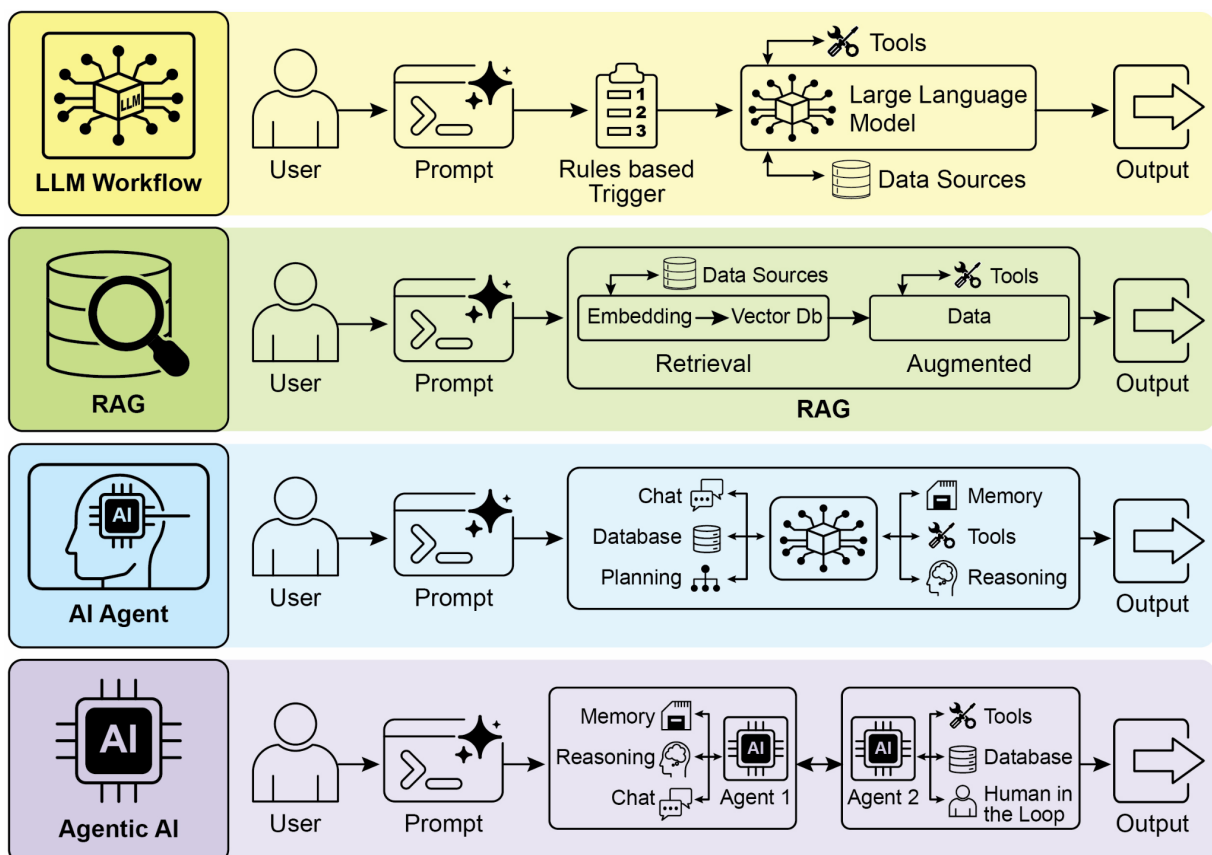 LLM
LLM Workflow
User
Prompt
1
2
3
Rules based
Trigger
Tools
Large Language
Model
Data Sources
Output
RAG
User
Prompt
Data Sources
Embedding
Vector Db
Retrieval
Tools
Data
Augmented
RAG
Output
AI
AI Agent
User
Prompt
Chat
Database
Planning
Memory
Tools
Reasoning
Output
AI
Agentic AI
User
Prompt
Memory
Reasoning
Chat
AI
Agent 1
AI
Agent 2
Tools
Database
Human in
the Loop
Output